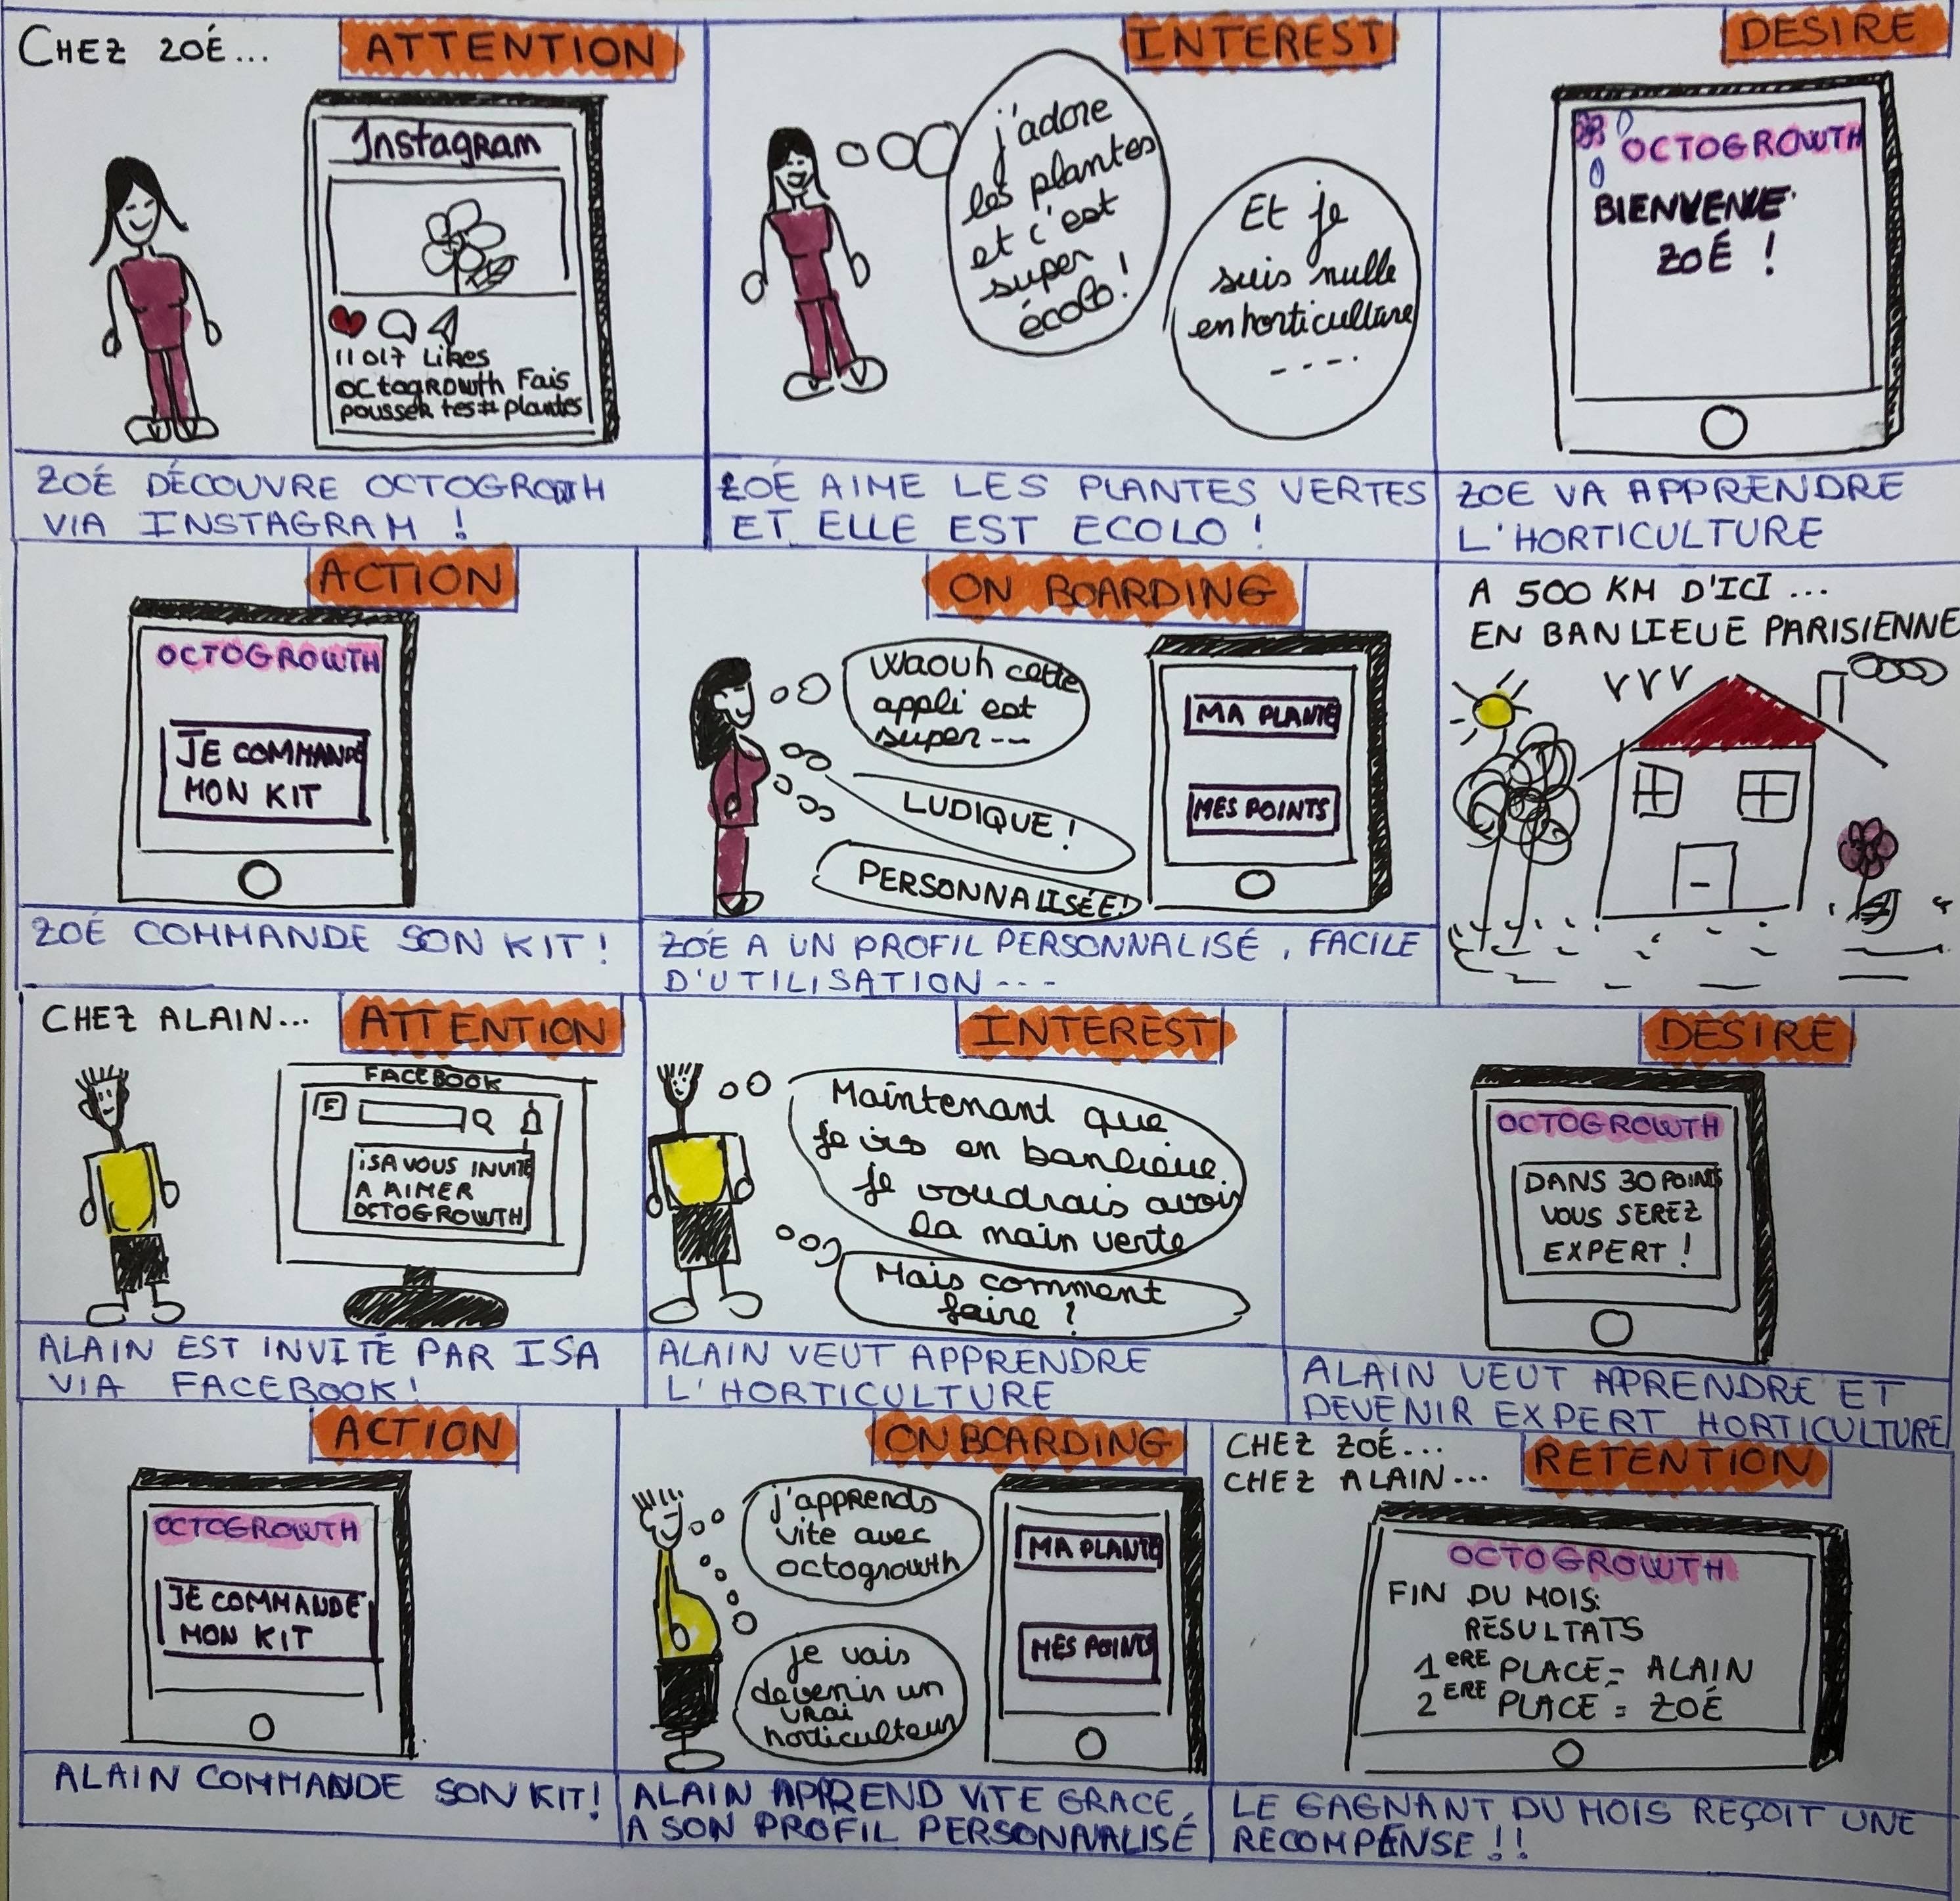 CHEZ ZOÉ...
ATTENTION
Instagram
11 017 Likes
octogrowth Fais
pousser tes # plantes
ZOÉ DÉCOUVRE OCTOGROWTH
VIA INSTAGRAM !
INTEREST
j'adore
les plantes
et c'est
super
écolo !
Et je
suis nulle
en horticulture
----
ZOÉ AIME LES PLANTES VERTES
ET ELLE EST ECOLO !
DESIRE
OCTOGROWTH
BIENVENUE
ZOÉ !
ZOE VA APPRENDRE
L'HORTICULTURE
ACTION
OCTOGROWTH
JE COMMANDE
MON KIT
ZOÉ COMMANDE SON KIT !
ON BOARDING
Waouh cette
appli est
super ---
LUDIQUE !
PERSONNALISÉE !
MA PLANTE
MES POINTS
ZOÉ A UN PROFIL PERSONNALISÉ, FACILE
D'UTILISATION ---
A 500 KM D'ICI ...
EN BANLIEUE PARISIENNE
CHEZ ALAIN...
ATTENTION
FACEBOOK
F
iSA VOUS INVITE
A AIMER
OCTOGROWTH
ALAIN EST INVITÉ PAR ISA
VIA FACEBOOK !
INTEREST
Maintenant que
je vis en banlieue
je voudrais avoir
la main verte
Mais comment
faire ?
ALAIN VEUT APPRENDRE
L'HORTICULTURE
DESIRE
OCTOGROWTH
DANS 30 POINTS
VOUS SEREZ
EXPERT !
ALAIN VEUT APRENDRE ET
DEVENIR EXPERT HORTICULTURE
ACTION
OCTOGROWTH
JE COMMANDE
MON KIT
ALAIN COMMANDE SON KIT !
ONBOARDING
j'apprends
vite avec
octogrowth
je vais
devenir un
vrai
horticulteur
MA PLANTE
MES POINTS
ALAIN APPREND VITE GRACE
A SON PROFIL PERSONNALISÉ
CHEZ ZOÉ...
CHEZ ALAIN...
RETENTION
OCTOGROWTH
FIN DU MOIS:
RESULTATS
1ERE PLACE = ALAIN
2ERE PLACE = ZOÉ
LE GAGNANT DU MOIS REÇOIT UNE
RECOMPENSE !!